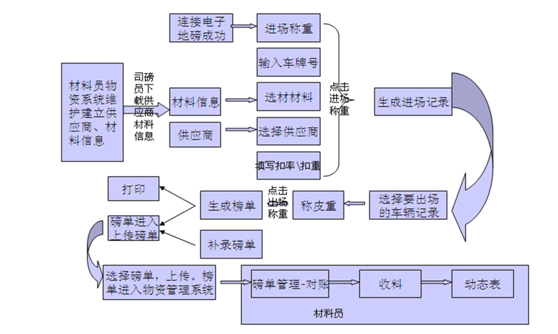 连接电子
地磅成功
进场称重
输入车牌号
材料员物
资系统维
护建立供
应商、材
料信息
司磅
员下
载供
应商
材料
信息
材料信息
选材材料
供应商
选择供应商
填写扣率\扣重
点击
进场
称重
生成进场记录
选择要出场
的车辆记录
称皮重
点击
出场
称重
生成榜单
打印
补录磅单
磅单进入
上传磅单
选择磅单，上传。榜
单进入物资管理系统
磅单管理-对账
收料
动态表
材料员